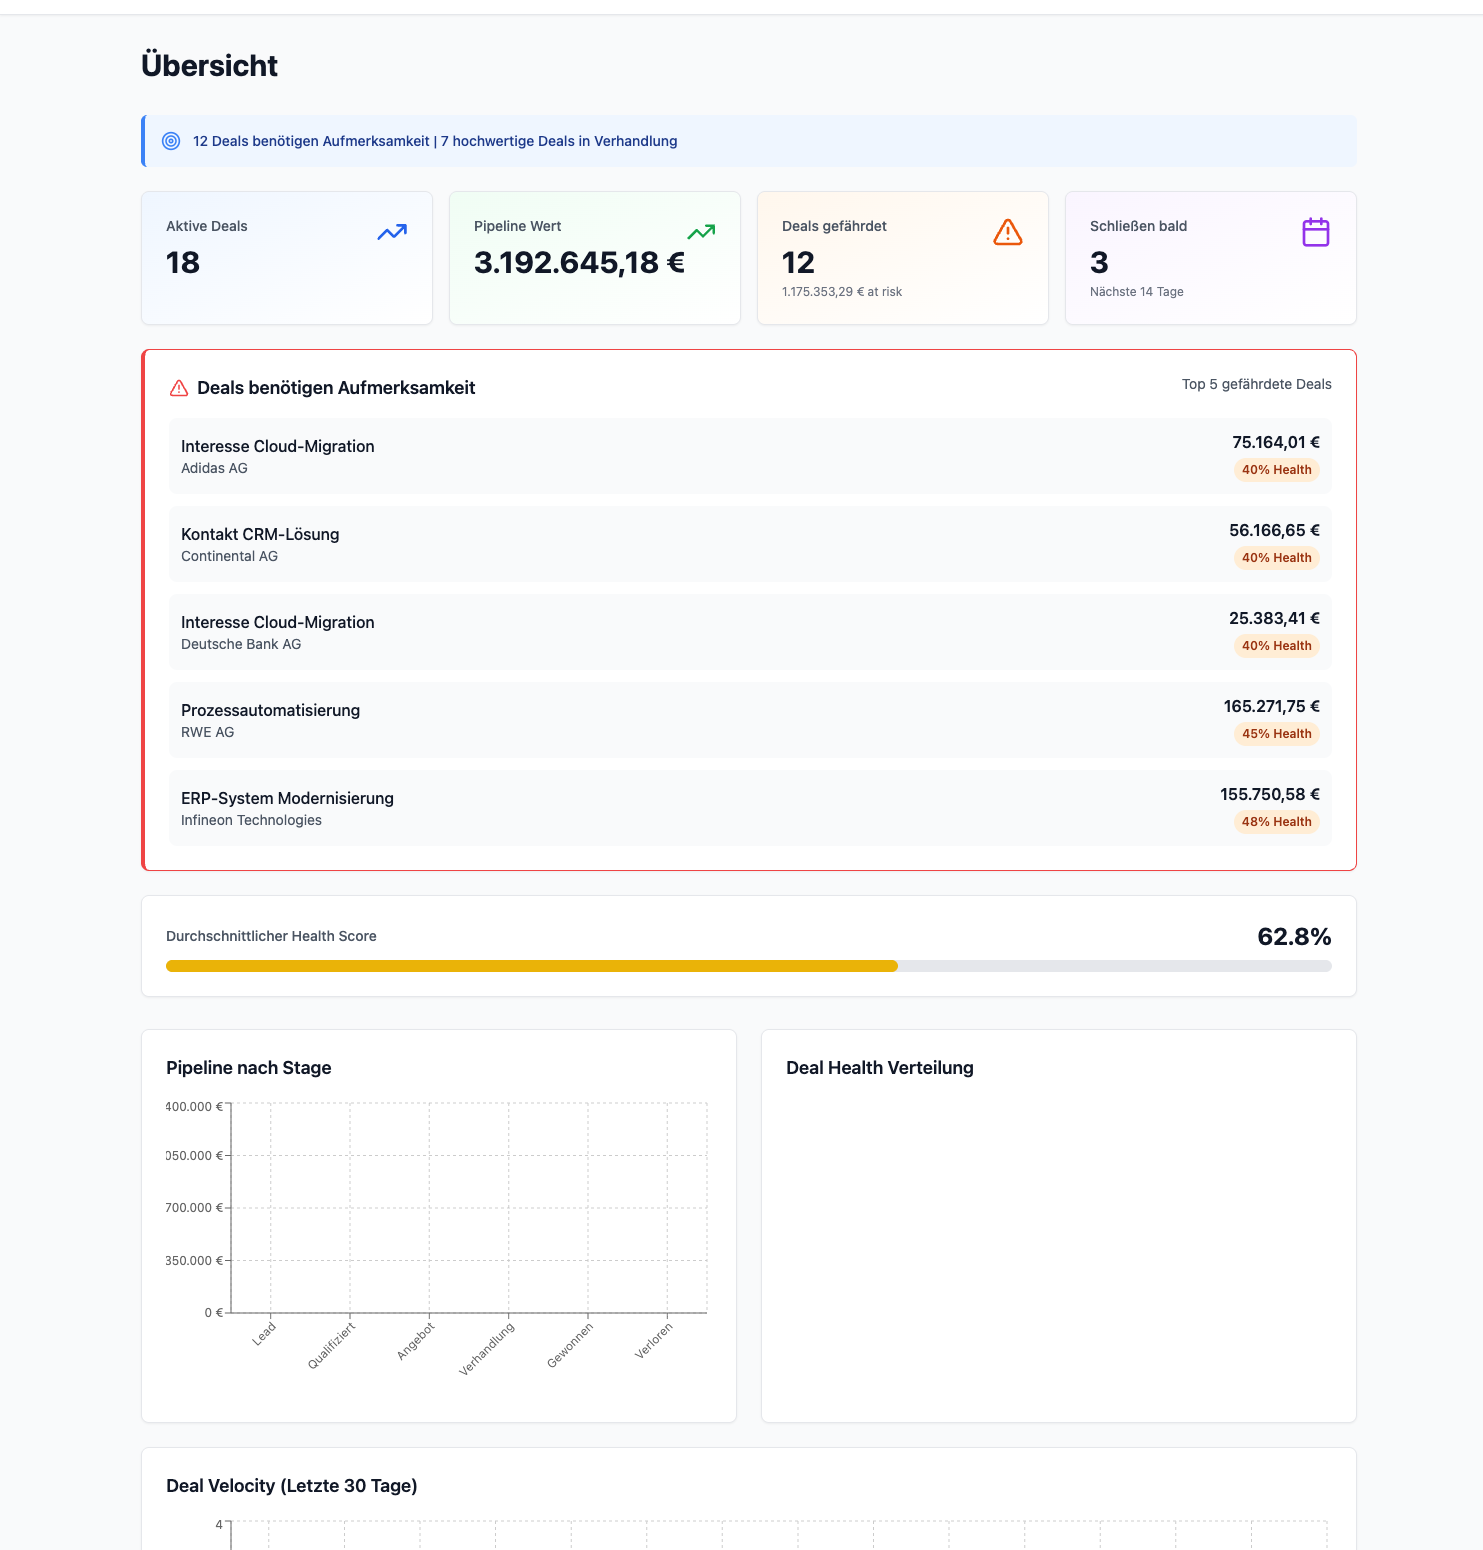 Übersicht
12 Deals benötigen Aufmerksamkeit | 7 hochwertige Deals in Verhandlung
Aktive Deals
18
Pipeline Wert
3.192.645,18 €
Deals gefährdet
12
1.175.353,29 € at risk
Schließen bald
3
Nächste 14 Tage
Deals benötigen Aufmerksamkeit
Top 5 gefährdete Deals
Interesse Cloud-Migration
Adidas AG
75.164,01 €
40% Health
Kontakt CRM-Lösung
Continental AG
56.166,65 €
40% Health
Interesse Cloud-Migration
Deutsche Bank AG
25.383,41 €
40% Health
Prozessautomatisierung
RWE AG
165.271,75 €
45% Health
ERP-System Modernisierung
Infineon Technologies
155.750,58 €
48% Health
Durchschnittlicher Health Score
62.8%
Pipeline nach Stage
400.000 €
050.000 €
700.000 €
350.000 €
0 €
Lead
Qualifiziert
Angebot
Verhandlung
Gewonnen
Verloren
Deal Health Verteilung
Deal Velocity (Letzte 30 Tage)
4